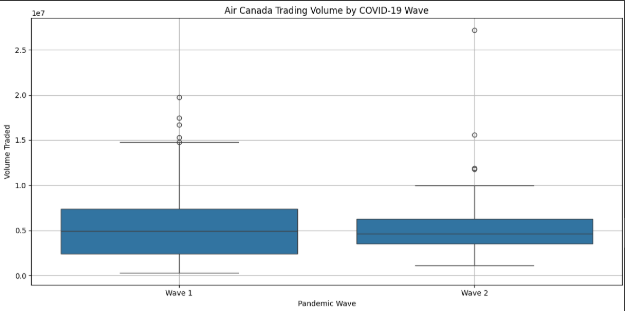 Air Canada Trading Volume by COVID-19 Wave
1e7
2.5
2.0
1.5
1.0
0.5
0.0
Volume Traded
Wave 1 Wave 2
Pandemic Wave